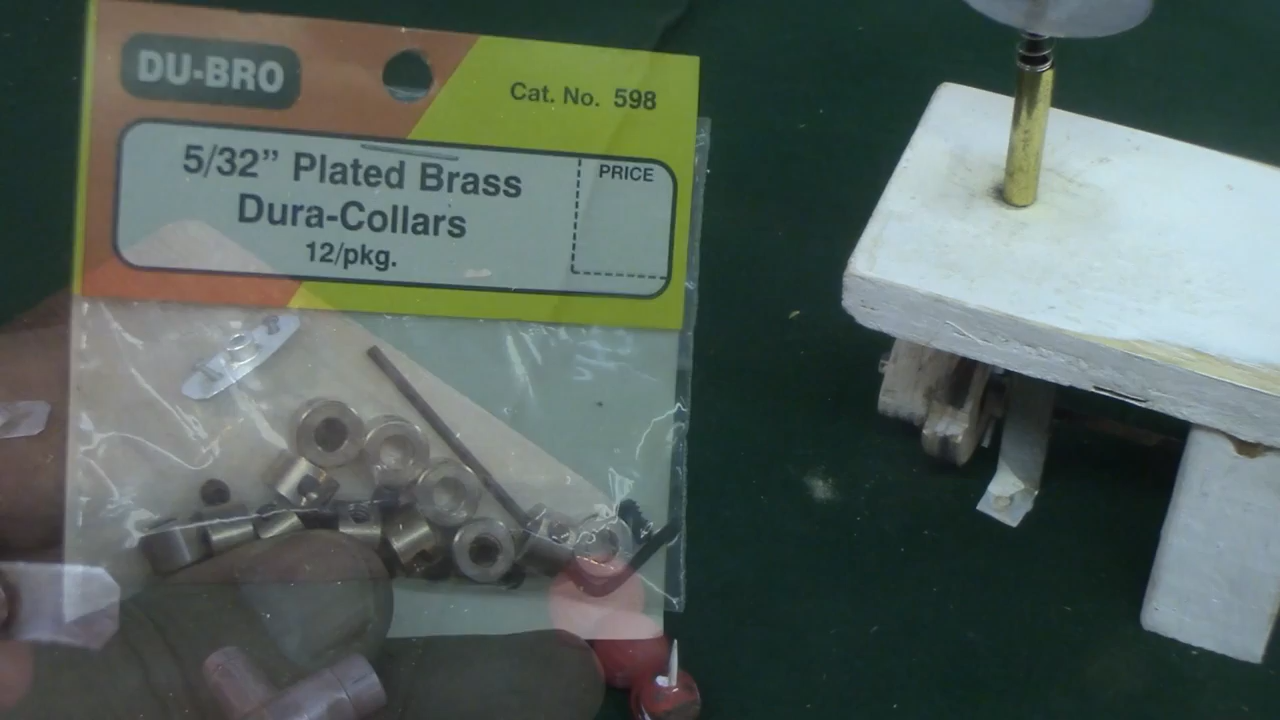 DU-BRO
Cat. No. 598
5/32” Plated Brass
Dura-Collars
12/pkg.
PRICE